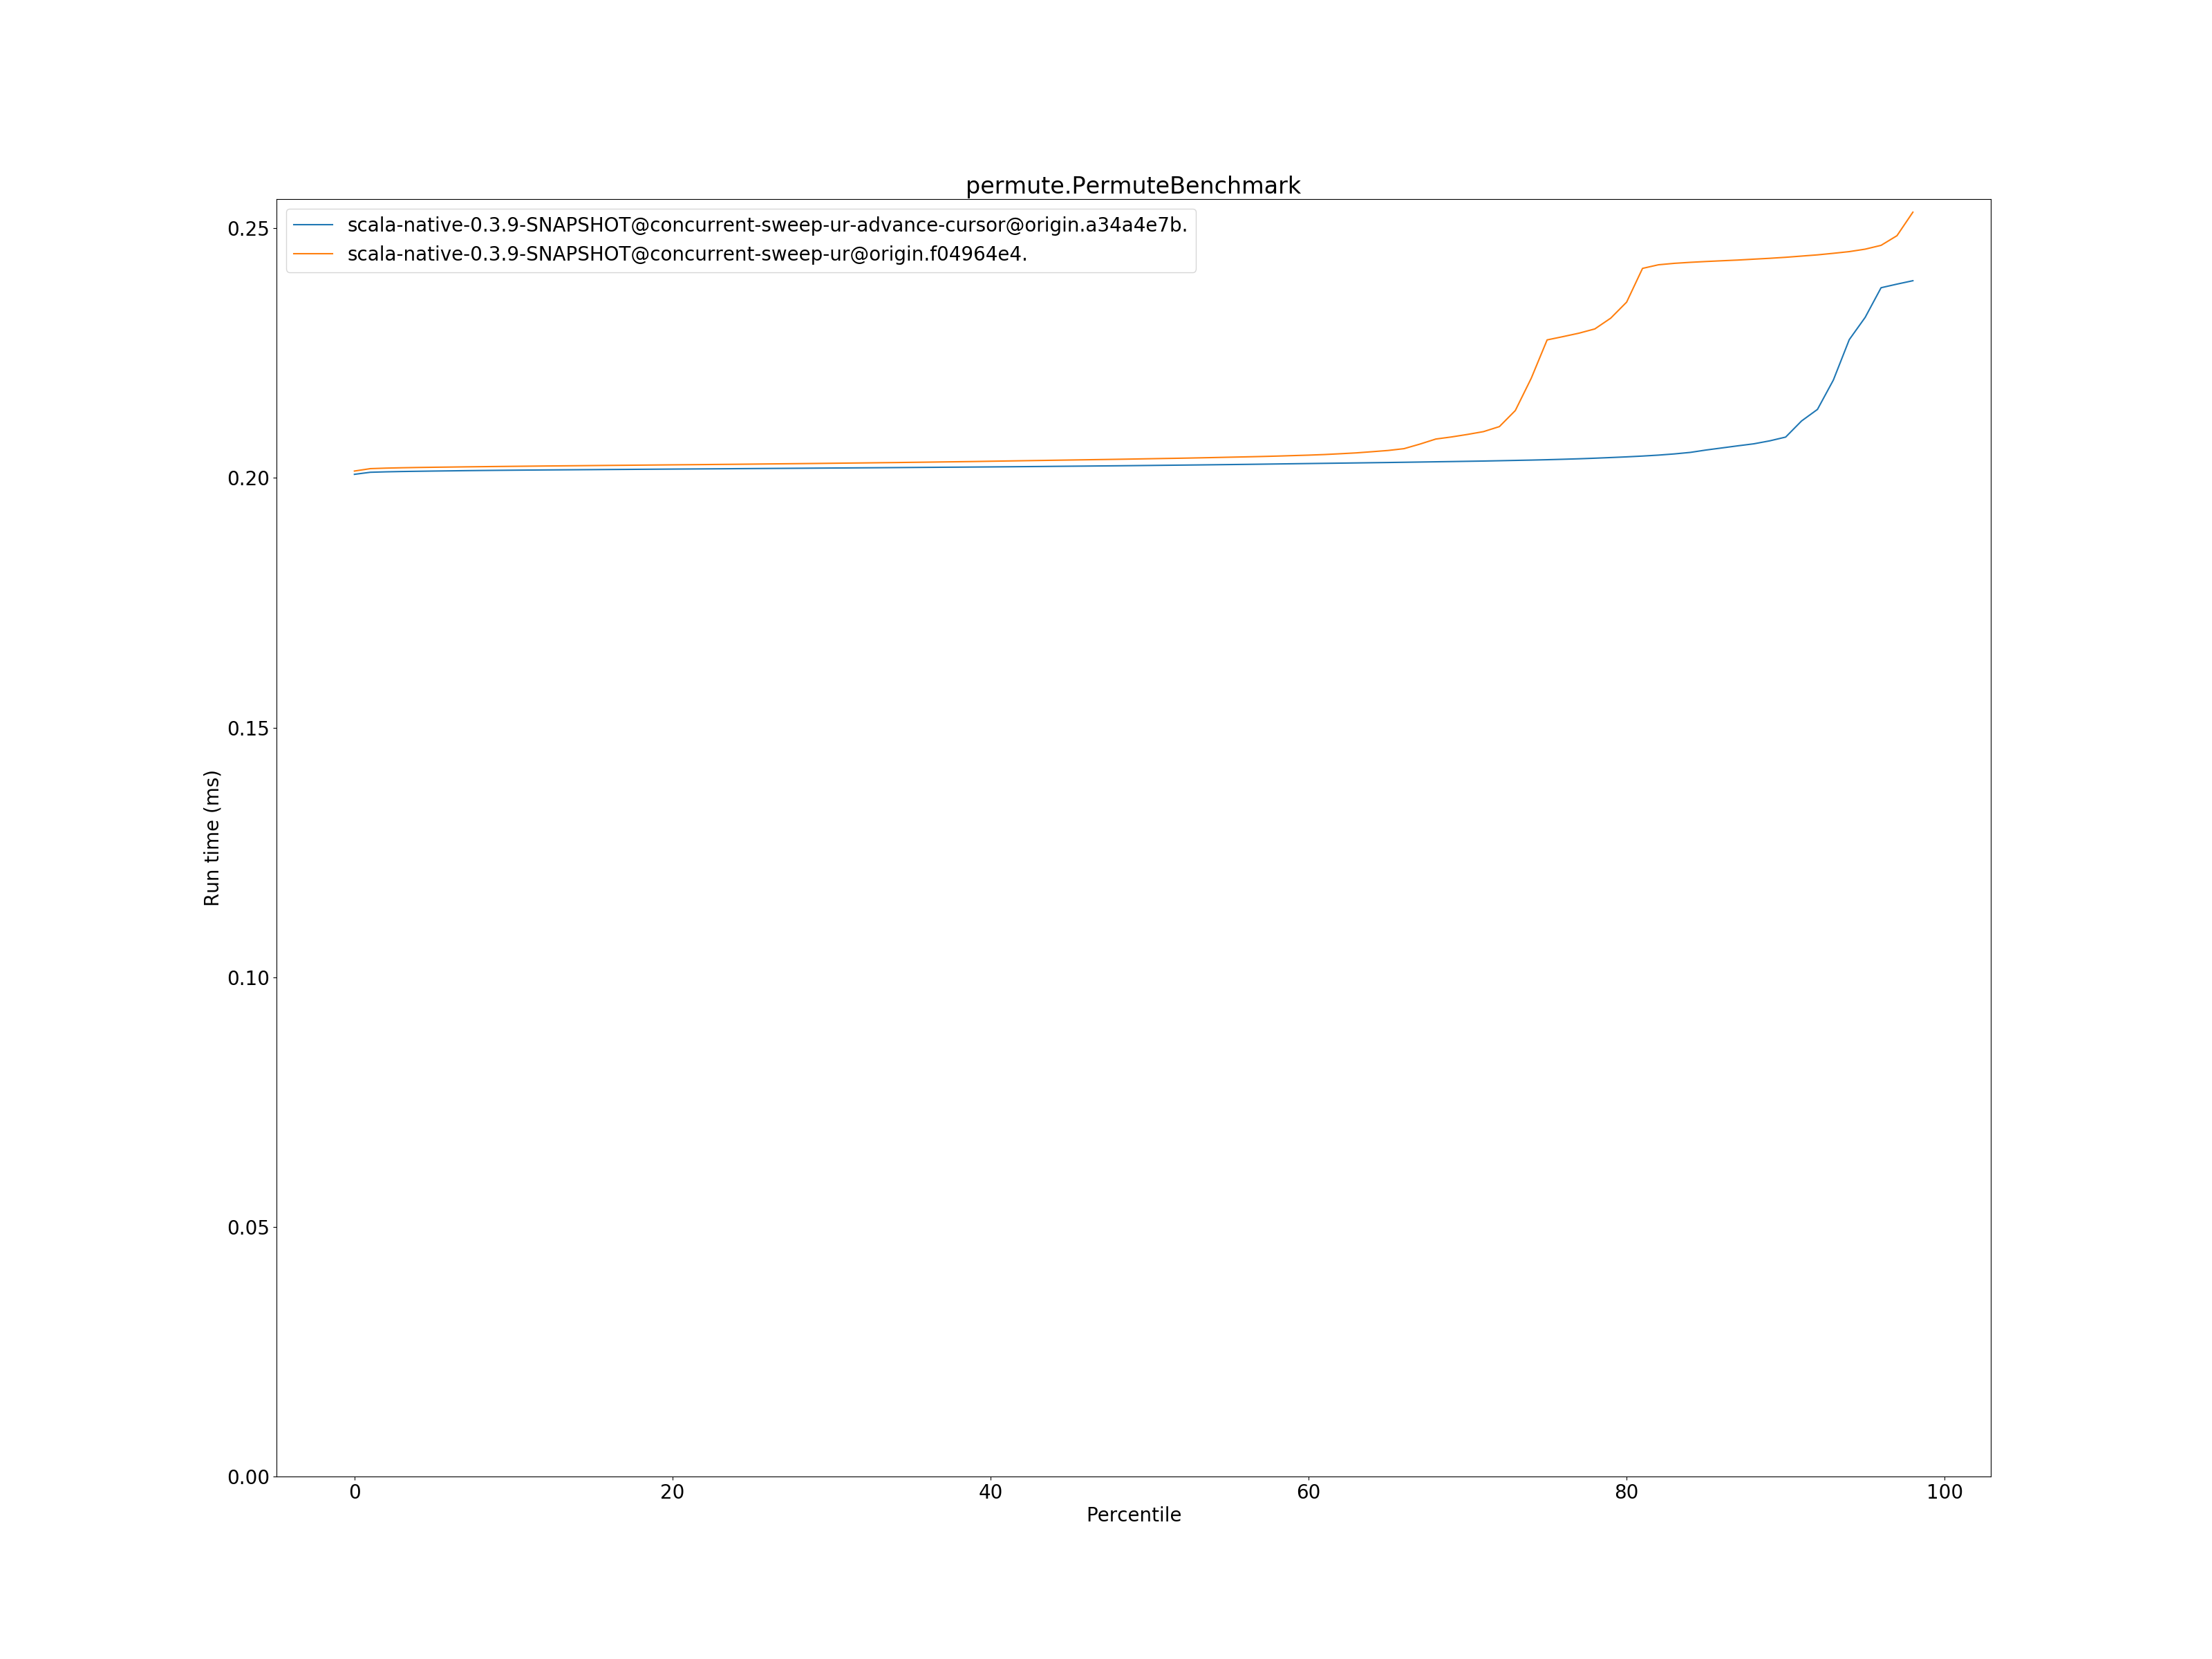 permute.PermuteBenchmark
scala-native-0.3.9-SNAPSHOT@concurrent-sweep-ur-advance-cursor@origin.a34a4e7b.
scala-native-0.3.9-SNAPSHOT@concurrent-sweep-ur@origin.f04964e4.
0.25
0.20
0.15
0.10
0.05
0.00
Run time (ms)
0 20 40 60 80 100
Percentile